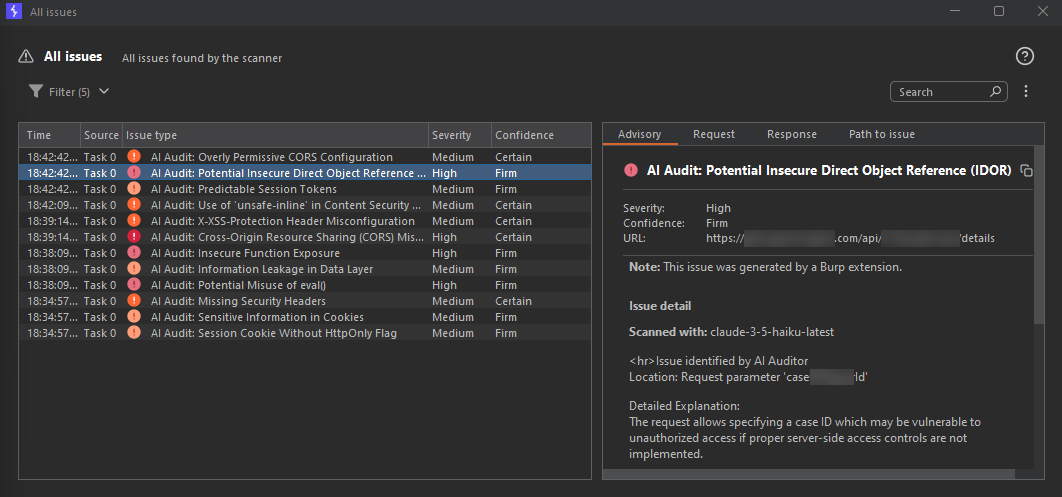 All issues
All issues All issues found by the scanner
Filter (5) Search
Time Source Issue type Severity Confidence
18:42:42... Task 0 AI Audit: Overly Permissive CORS Configuration Medium Certain
18:42:42... Task 0 AI Audit: Potential Insecure Direct Object Reference ... High Firm
18:42:42... Task 0 AI Audit: Predictable Session Tokens Medium Firm
18:42:09... Task 0 AI Audit: Use of 'unsafe-inline' in Content Security ... Medium Certain
18:39:14... Task 0 AI Audit: X-XSS-Protection Header Misconfiguration Medium Certain
18:39:14... Task 0 AI Audit: Cross-Origin Resource Sharing (CORS) Mis... High Certain
18:38:09... Task 0 AI Audit: Insecure Function Exposure High Firm
18:38:09... Task 0 AI Audit: Information Leakage in Data Layer Medium Firm
18:38:09... Task 0 AI Audit: Potential Misuse of eval() High Firm
18:34:57... Task 0 AI Audit: Missing Security Headers Medium Certain
18:34:57... Task 0 AI Audit: Sensitive Information in Cookies Medium Firm
18:34:57... Task 0 AI Audit: Session Cookie Without HttpOnly Flag Medium Firm
Advisory Request Response Path to issue
AI Audit: Potential Insecure Direct Object Reference (IDOR)
Severity: High
Confidence: Firm
URL: https:// .com/api/ /details
Note: This issue was generated by a Burp extension.
Issue detail
Scanned with: claude-3-5-haiku-latest
<hr>Issue identified by AI Auditor
Location: Request parameter 'case Id'
Detailed Explanation:
The request allows specifying a case ID which may be vulnerable to
unauthorized access if proper server-side access controls are not
implemented.